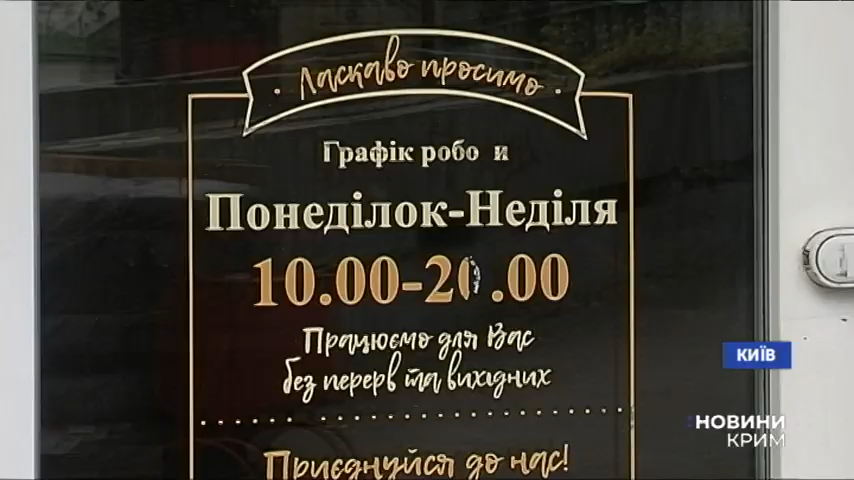 Ласкаво просимо
Графік робо и
Понеділок-Неділя
10.00-20.00
Працюємо для Вас
без перерв та вихідних
Приєднуйся до нас!
КИЇВ
НОВИНИ
КРИМ